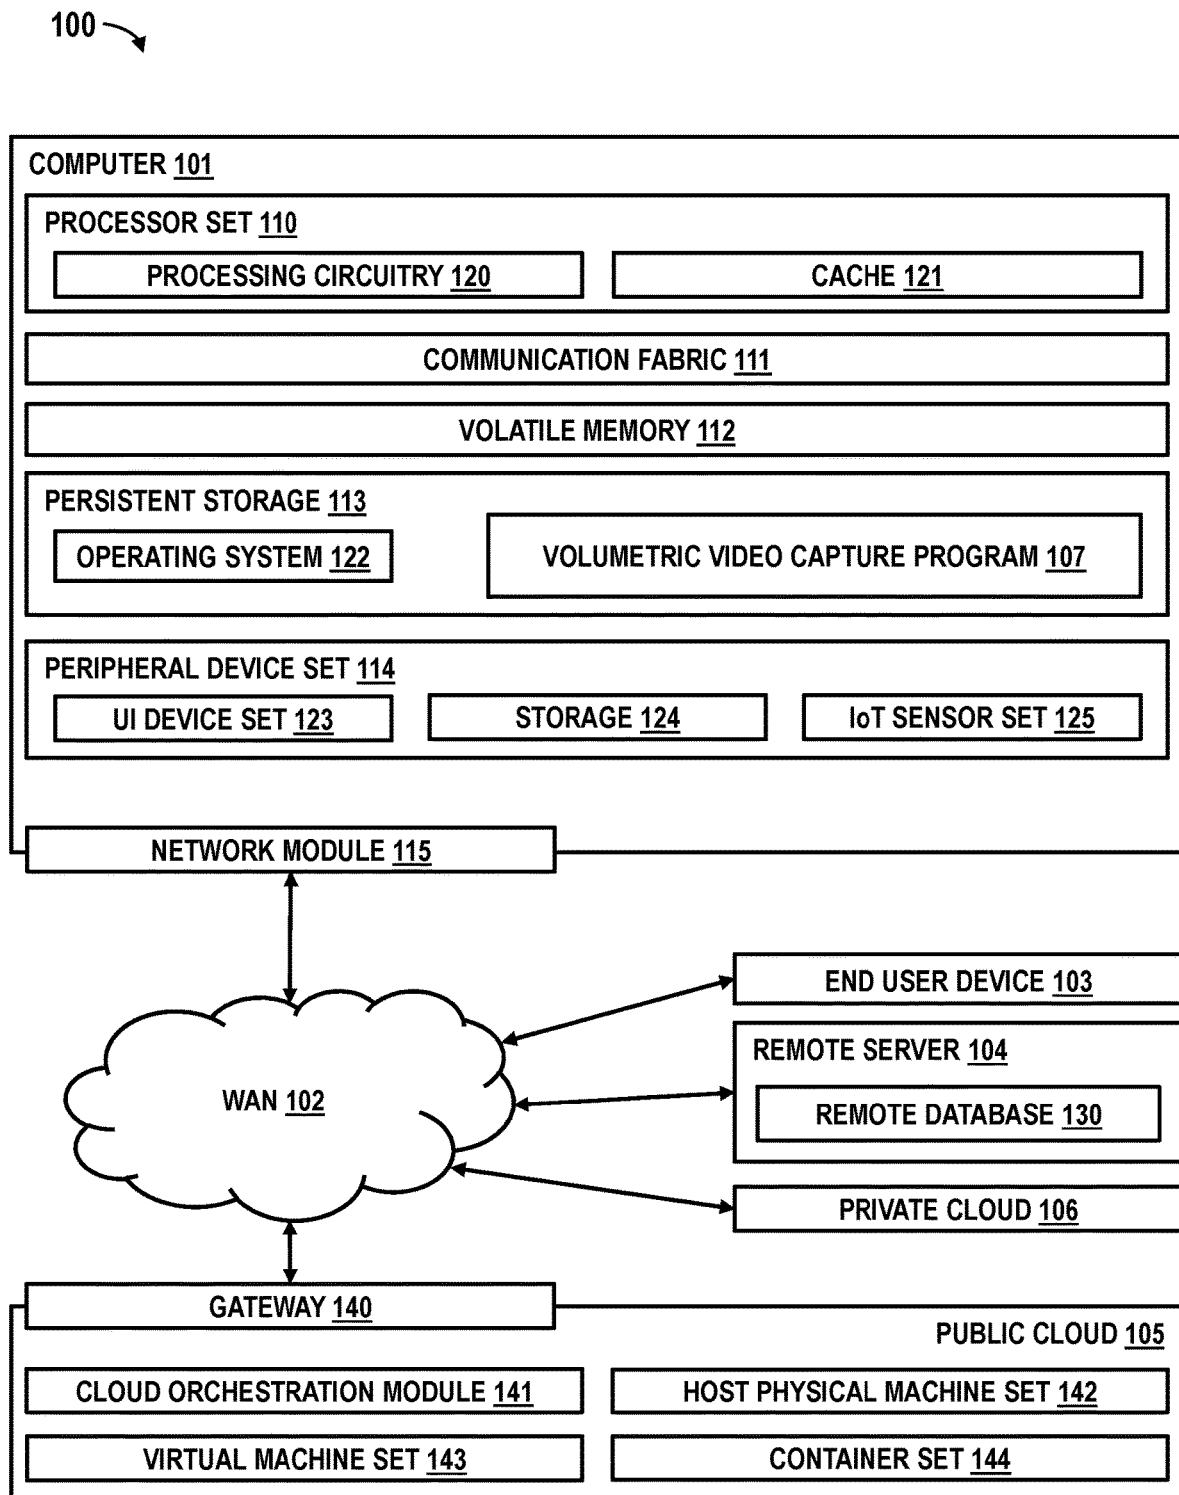 100
COMPUTER 101
PROCESSOR SET 110
PROCESSING CIRCUITRY 120
CACHE 121
COMMUNICATION FABRIC 111
VOLATILE MEMORY 112
PERSISTENT STORAGE 113
OPERATING SYSTEM 122
VOLUMETRIC VIDEO CAPTURE PROGRAM 107
PERIPHERAL DEVICE SET 114
UI DEVICE SET 123
STORAGE 124
IoT SENSOR SET 125
NETWORK MODULE 115
END USER DEVICE 103
REMOTE SERVER 104
WAN 102
REMOTE DATABASE 130
PRIVATE CLOUD 106
GATEWAY 140
PUBLIC CLOUD 105
CLOUD ORCHESTRATION MODULE 141
HOST PHYSICAL MACHINE SET 142
VIRTUAL MACHINE SET 143
CONTAINER SET 144